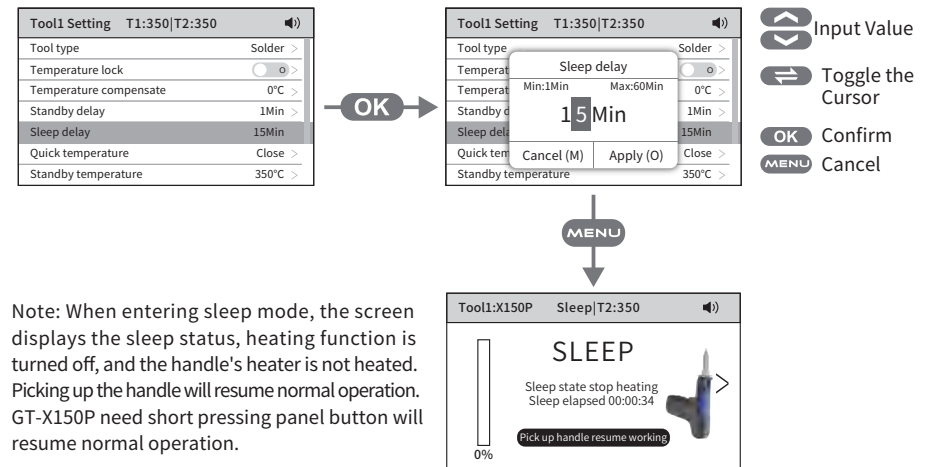 Tool1 Setting T1:350|T2:350
Tool type Solder >
Temperature lock O >
Temperature compensate 0°C >
Standby delay 1Min >
Sleep delay 15Min
Quick temperature Close >
Standby temperature 350°C >
OK
Tool1 Setting T1:350|T2:350
Tool type Solder >
Temperat O >
Temperat 0°C >
Standby d 1Min >
Sleep dela 15Min
Quick tem Close >
Standby temperature 350°C >
Sleep delay
Min:1Min Max:60Min
15Min
Cancel (M) Apply (O)
Input Value
Toggle the
Cursor
OK Confirm
MENU Cancel
MENU
Note: When entering sleep mode, the screen
displays the sleep status, heating function is
turned off, and the handle's heater is not heated.
Picking up the handle will resume normal operation.
GT-X150P need short pressing panel button will
resume normal operation.
Tool1:X150P Sleep|T2:350
SLEEP
Sleep state stop heating
Sleep elapsed 00:00:34
Pick up handle resume working
0%